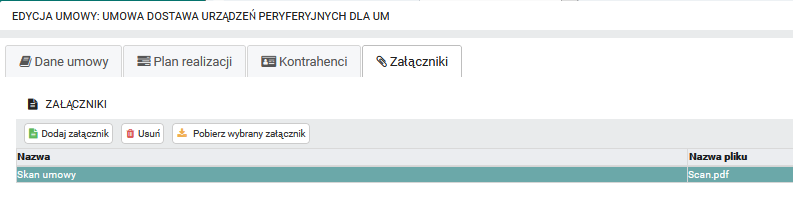 EDYCJA UMOWY: UMOWA DOSTAWA URZĄDZEŃ PERYFERYJNYCH DLA UM
Dane umowy Plan realizacji Kontrahenci Załączniki
ZAŁĄCZNIKI
Dodaj załącznik Usuń Pobierz wybrany załącznik
Nazwa Nazwa pliku
Skan umowy Scan.pdf